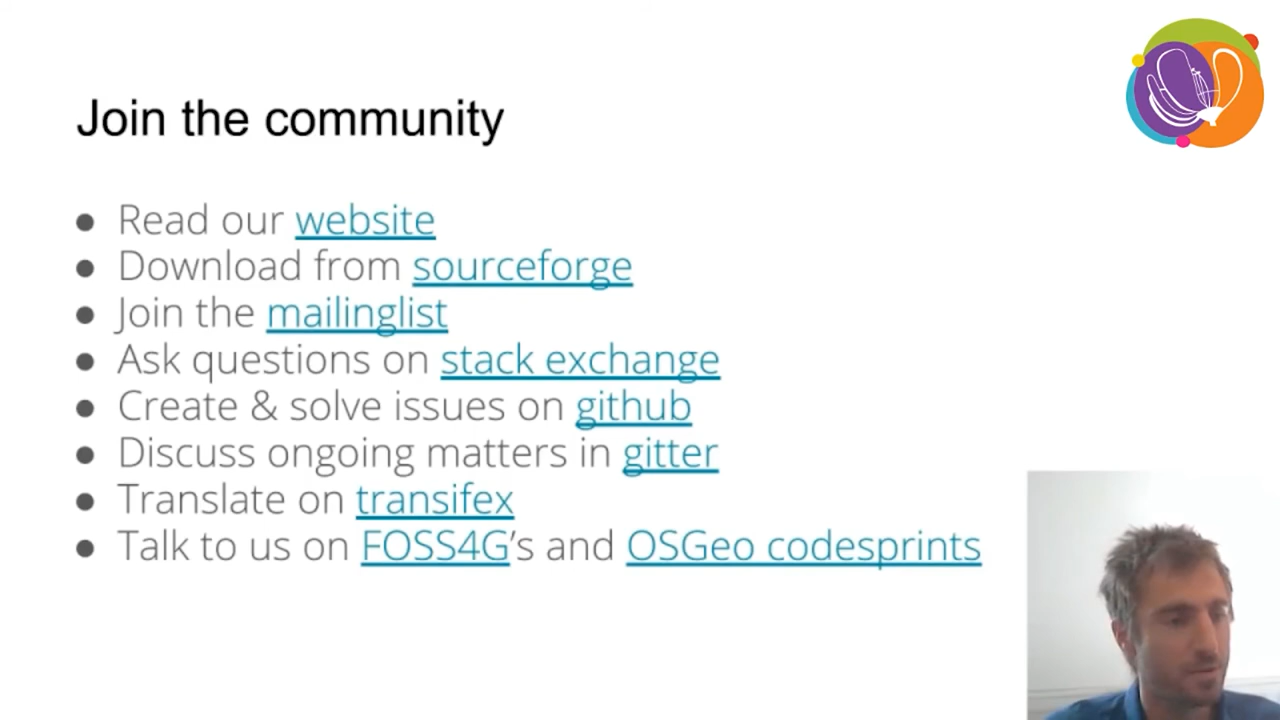 Join the community
● Read our website
● Download from sourceforge
● Join the mailinglist
● Ask questions on stack exchange
● Create & solve issues on github
● Discuss ongoing matters in gitter
● Translate on transifex
● Talk to us on FOSS4G's and OSGeo codesprints